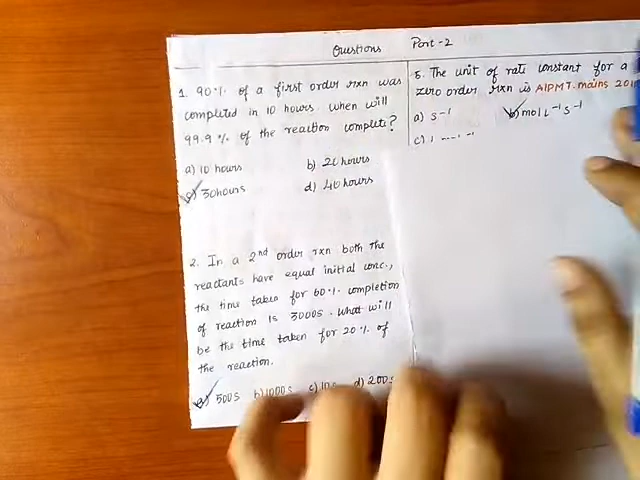 Questions Part-2
1. 90% of a first order rxn was
completed in 10 hours. When will
99.9% of the reaction complete?
a) 10 hours b) 20 hours
c) 30hours d) 40 hours
2. In a 2nd order rxn both the
reactants have equal initial conc.,
the time taken for 60% completion
of reaction is 3000s. What will
be the time taken for 20% of
the reaction.
a) 500s b) 1000s c) 10 d) 200s
5. The unit of rate constant for a
zero order rxn is AIPMT-mains 201
a) s-1 b) mol L-1 s-1
c)